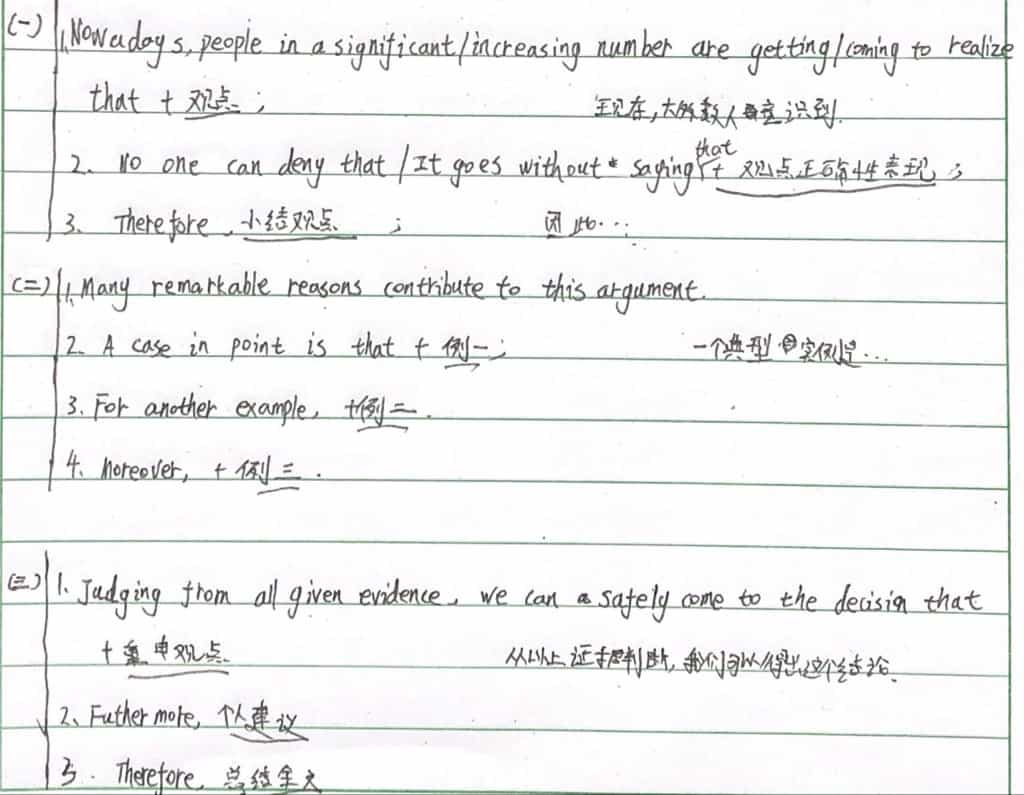 (一) 1. Nowadays, people in a significant/increasing number are getting/coming to realize
that + 观点; 现在,大多数人意识到.
2. No one can deny that / It goes without saying that + 观点正确性表现;
3. Therefore, 小结观点; 因此...;
(二) 1. Many remarkable reasons contribute to this argument.
2. A case in point is that + 例一; 一个典型的实例是...
3. For another example, +例二.
4. Moreover, + 例三.
(三) 1. Judging from all given evidence, we can safely come to the decision that
+ 重申观点. 从以上证据判断,我们可以得出这个结论.
2. Futher more, 个人建议
3. Therefore, 总结全文